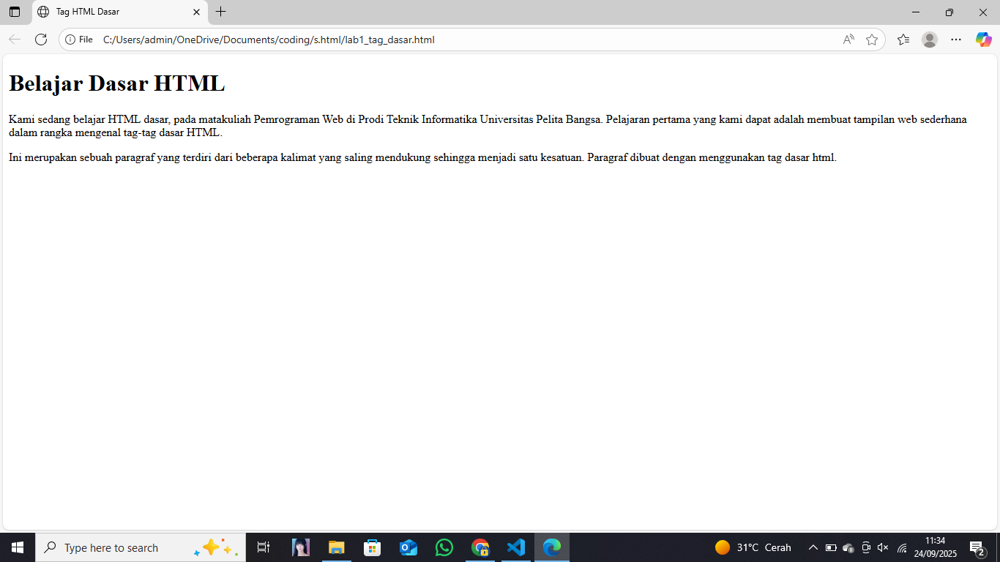 Tag HTML Dasar
File C:/Users/admin/OneDrive/Documents/coding/s.html/lab1_tag_dasar.html
Belajar Dasar HTML
Kami sedang belajar HTML dasar, pada matakuliah Pemrograman Web di Prodi Teknik Informatika Universitas Pelita Bangsa. Pelajaran pertama yang kami dapat adalah membuat tampilan web sederhana
dalam rangka mengenal tag-tag dasar HTML.
Ini merupakan sebuah paragraf yang terdiri dari beberapa kalimat yang saling mendukung sehingga menjadi satu kesatuan. Paragraf dibuat dengan menggunakan tag dasar html.
Type here to search
31°C Cerah
11:34
24/09/2025
2